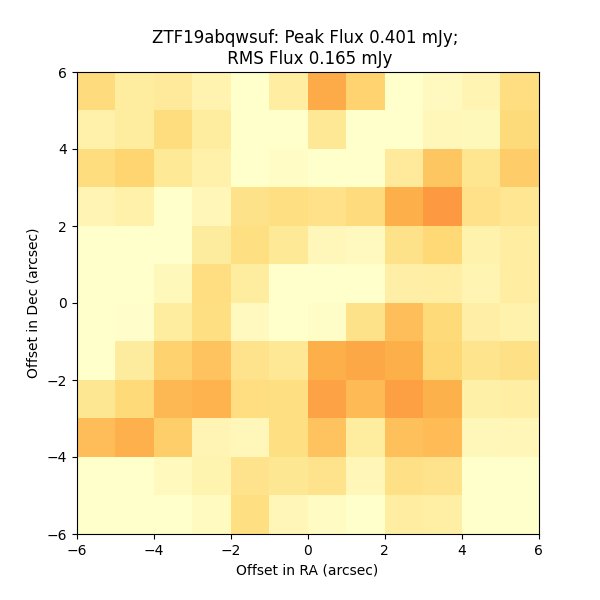 ZTF19abqwsuf: Peak Flux 0.401 mJy;
RMS Flux 0.165 mJy
6
4
2
0
−2
−4
−6
Offset in Dec (arcsec)
−6 −4 −2 0 2 4 6
Offset in RA (arcsec)